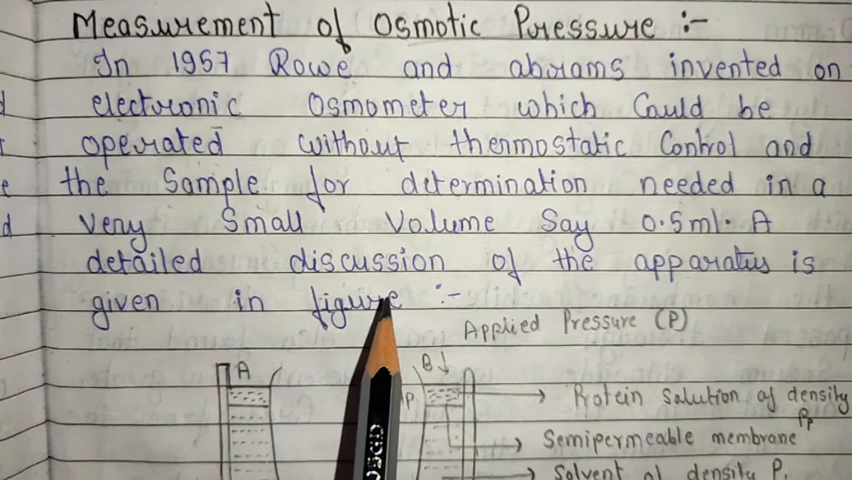 Measurement of Osmotic Pressure :-
In 1957 Rowe and abrams invented on
electronic Osmometer which Could be
operated without thermostatic Control and
the Sample for determination needed in a
very Small Volume Say 0.5ml. A
detailed discussion of the apparatus is
given in figure :-
Applied Pressure (P)
A
B ↓
P
Protein Solution of density
Pp
Semipermeable membrane
Solvent of density P